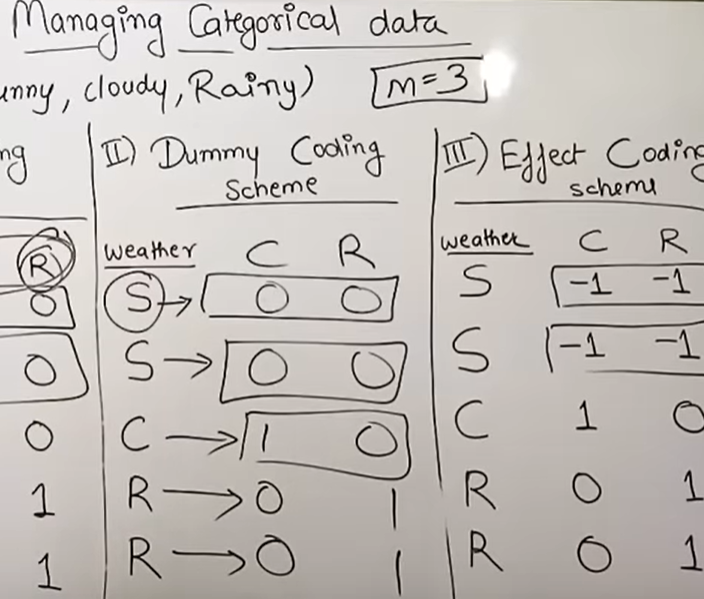 Managing Categorical data
unny, cloudy, Rainy) m=3
ng
R
0
0
0
1
1
II) Dummy Coding
Scheme
weather C R
S → 0 0
S → 0 0
C → 1 0
R → 0 1
R → 0 1
III) Effect Coding
scheme
weather C R
S -1 -1
S -1 -1
C 1 0
R 0 1
R 0 1